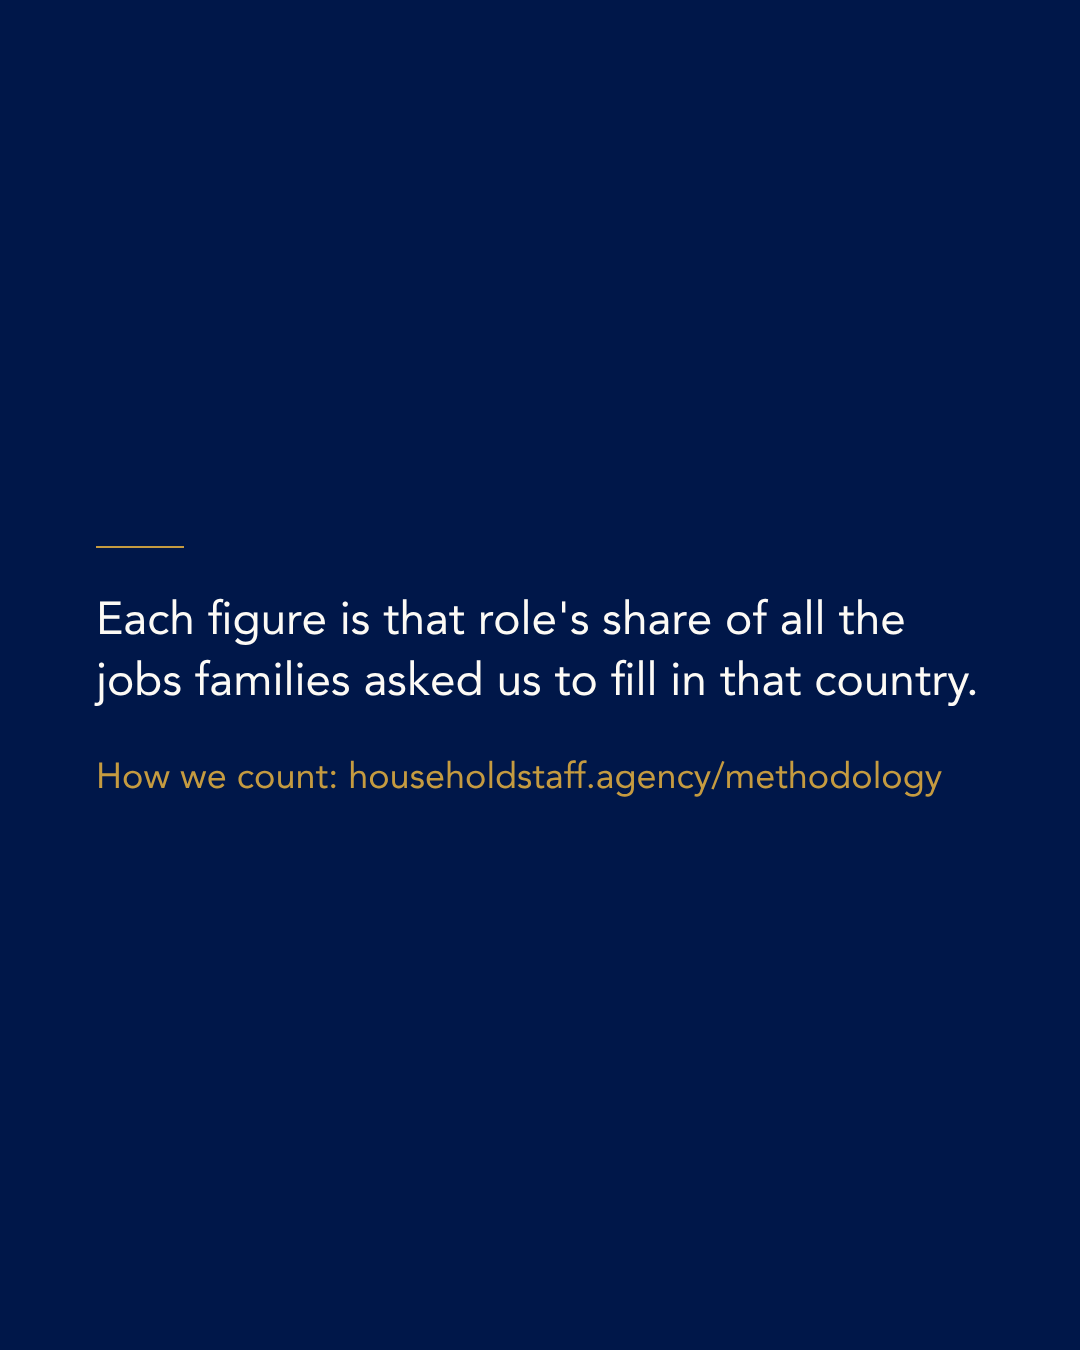 Each figure is that role's share of all the
jobs families asked us to fill in that country.
How we count: householdstaff.agency/methodology